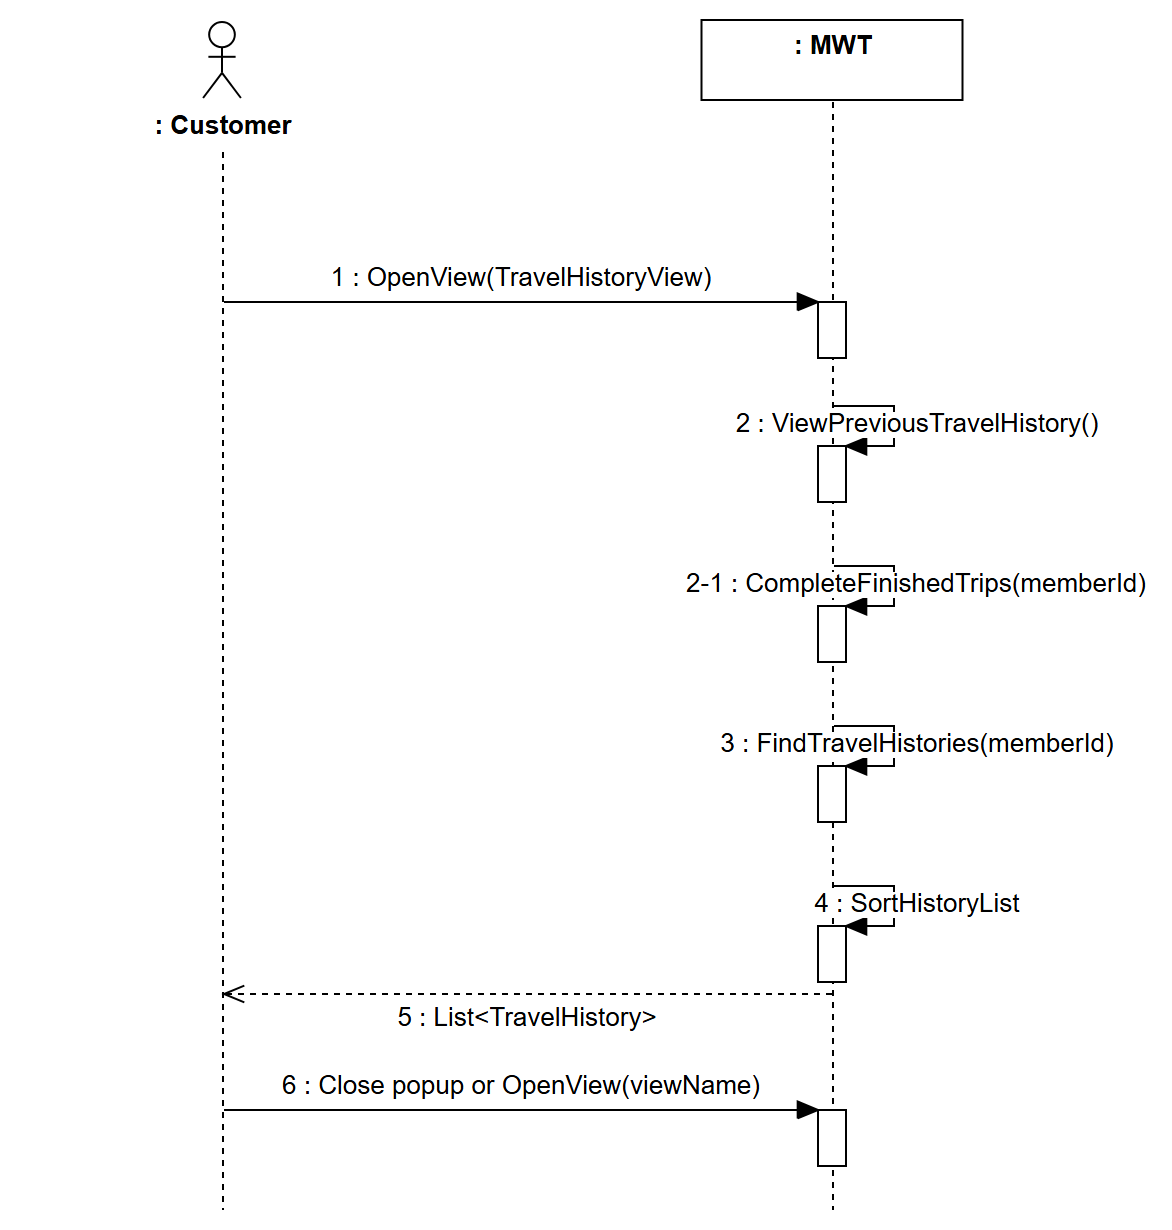 : Customer
: MWT
1 : OpenView(TravelHistoryView)
2 : ViewPreviousTravelHistory()
2-1 : CompleteFinishedTrips(memberId)
3 : FindTravelHistories(memberId)
4 : SortHistoryList
5 : List<TravelHistory>
6 : Close popup or OpenView(viewName)